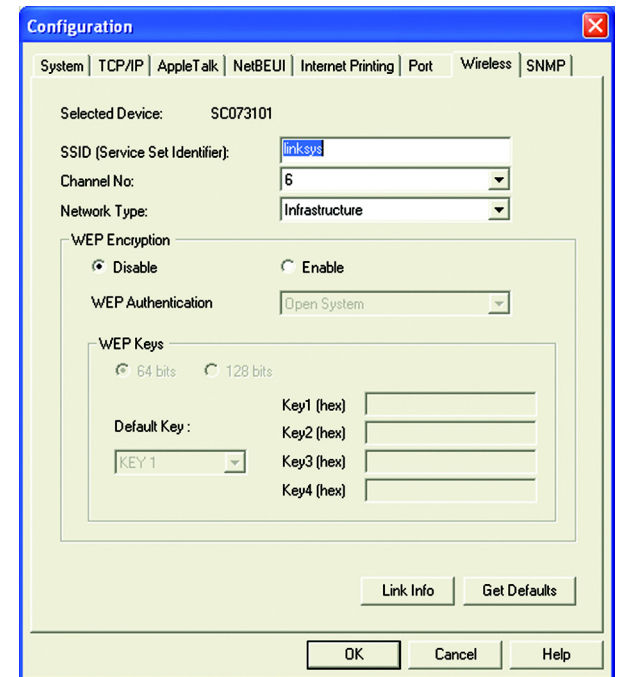 Configuration
System TCP/IP AppleTalk NetBEUI Internet Printing Port Wireless SNMP
Selected Device: SC073101
SSID (Service Set Identifier): linksys
Channel No: 6
Network Type: Infrastructure
WEP Encryption
Disable Enable
WEP Authentication Open System
WEP Keys
64 bits 128 bits
Key1 (hex)
Default Key :
Key2 (hex)
KEY 1
Key3 (hex)
Key4 (hex)
Link Info Get Defaults
OK Cancel Help